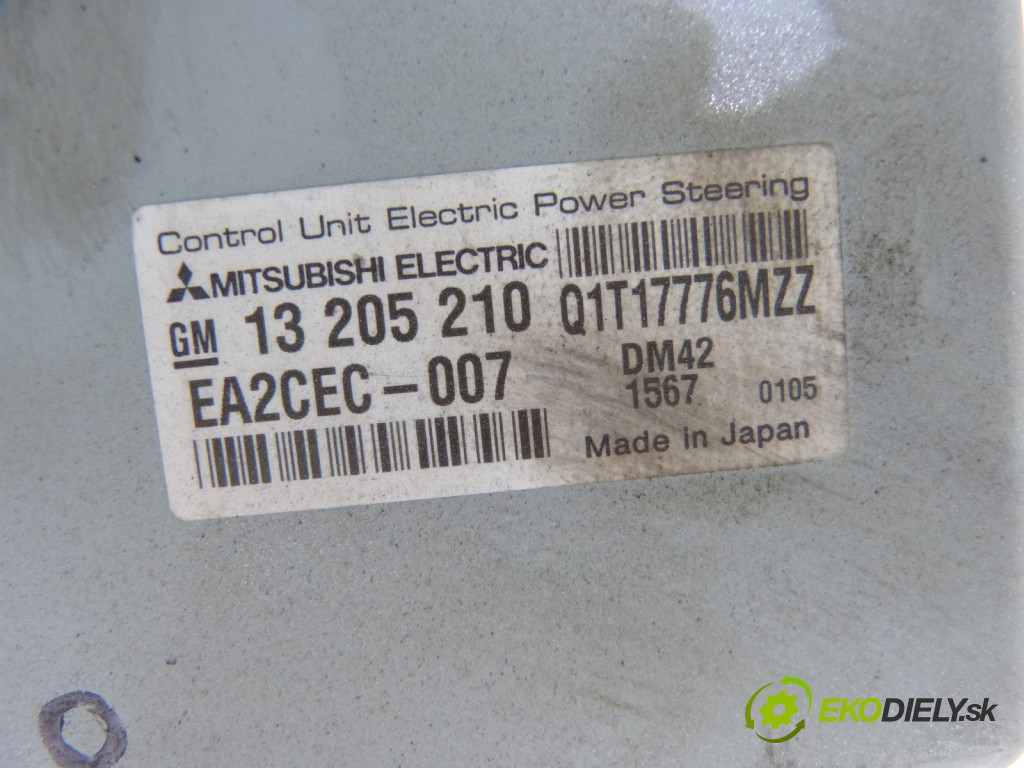 Control Unit Electric Power Steering
MITSUBISHI ELECTRIC
GM 13 205 210 Q1T17776MZZ
EA2CEC-007 DM42
1567 0105
Made in Japan
EKODIELY.sk